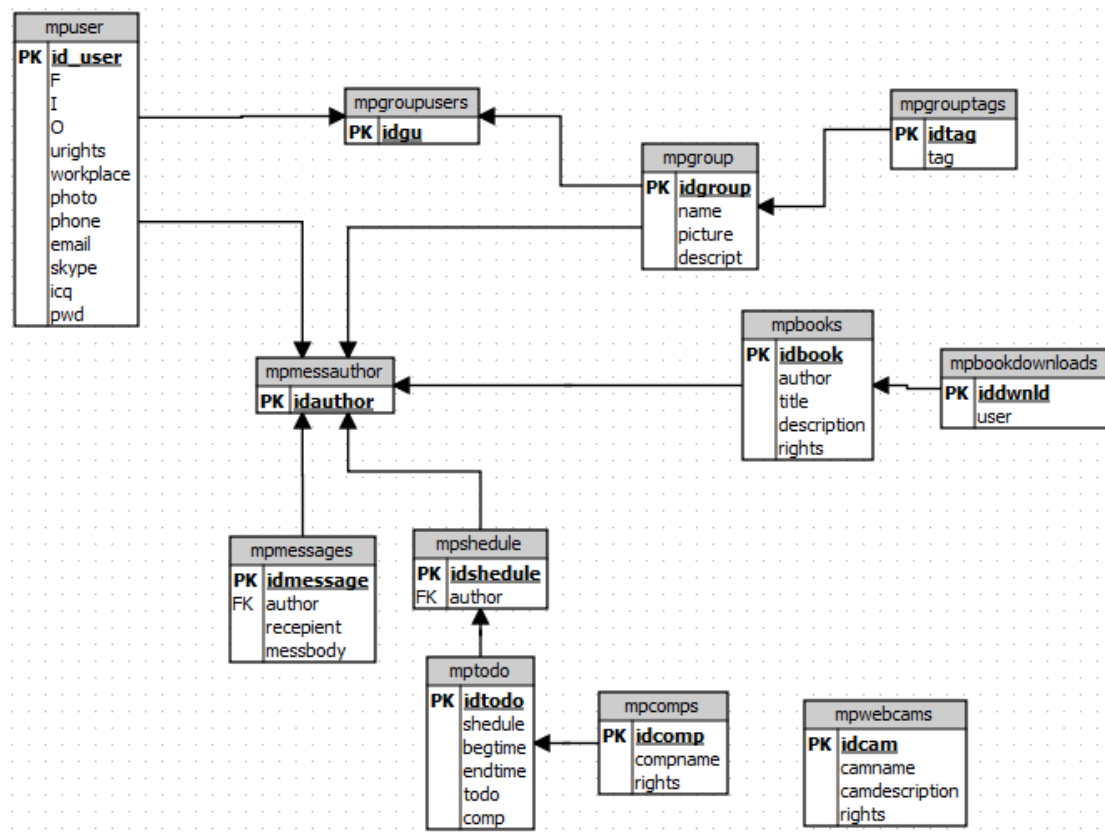 mpuser
PK id_user
F
I
O
urights
workplace
photo
phone
email
skype
icq
pwd
mpgroupusers
PK idgu
mpgrouptags
PK idtag
tag
mpgroup
PK idgroup
name
picture
descript
mpmessauthor
PK idauthor
mpbooks
PK idbook
author
title
description
rights
mpbookdownloads
PK iddwnld
user
mpmessages
PK idmessage
FK author
recepient
messbody
mpshedule
PK idshedule
FK author
mptodo
PK idtodo
shedule
begtime
endtime
todo
comp
mpcomps
PK idcomp
compname
rights
mpwebcams
PK idcam
camname
camdescription
rights